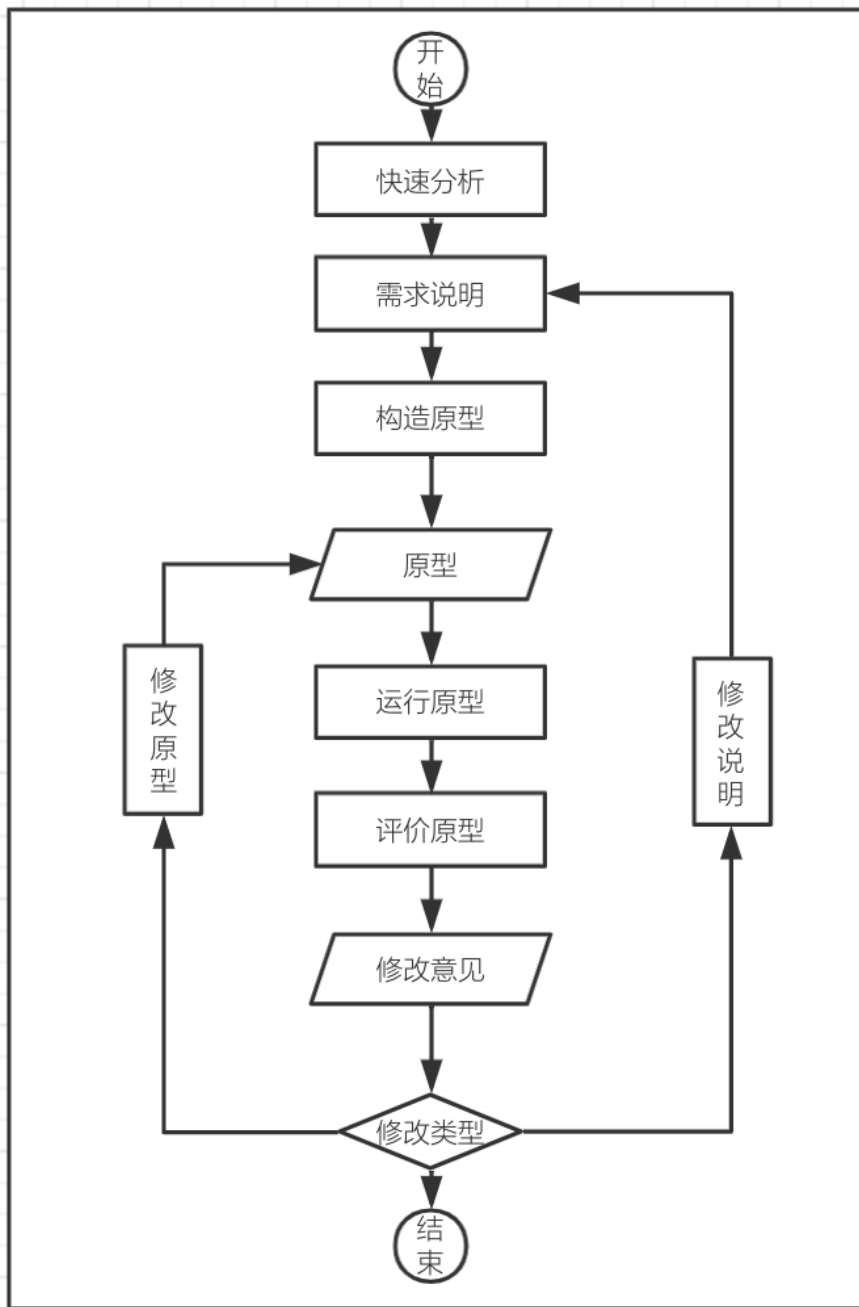 开
始
快速分析
需求说明
构造原型
原型
修
改
原
型
运行原型
修
改
说
明
评价原型
修改意见
修改类型
结
束